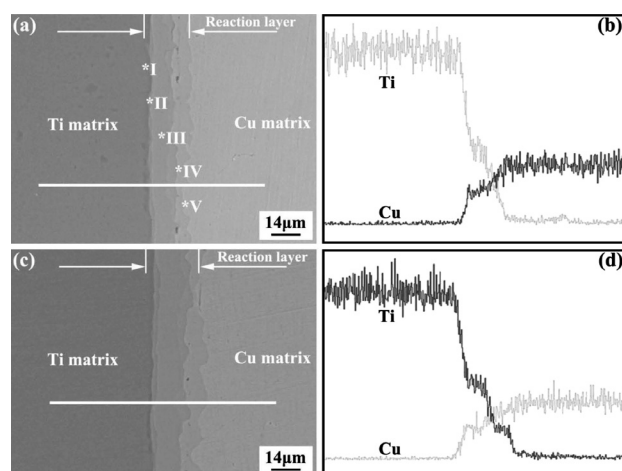 (a)
Reaction layer
*I
*II
Ti matrix
*III
Cu matrix
*IV
*V
14μm
(b)
Ti
Cu
(c)
Reaction layer
Ti matrix
Cu matrix
14μm
(d)
Ti
Cu